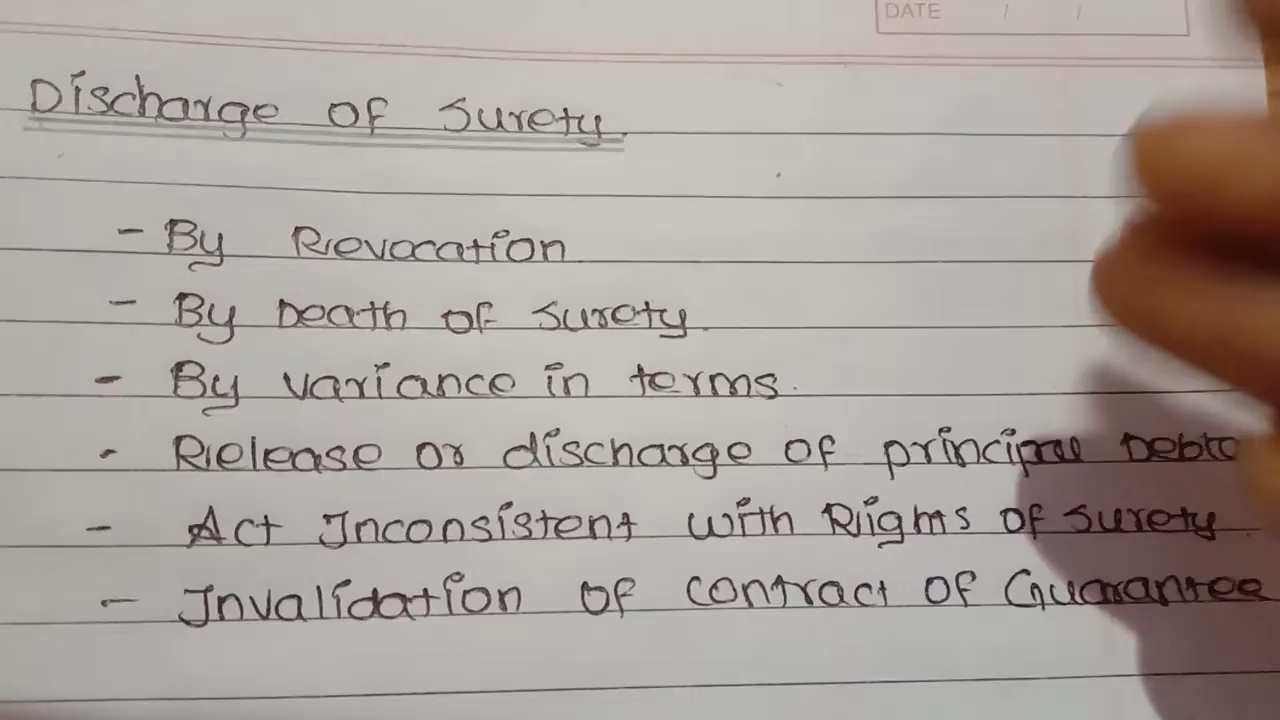 DATE / /
Discharge of Surety
- By Revocation
- By Death of Surety.
- By variance in terms.
- Release or discharge of principal Debto
- Act Inconsistent with Rights of Surety
- Invalidation of contract of Guarantee